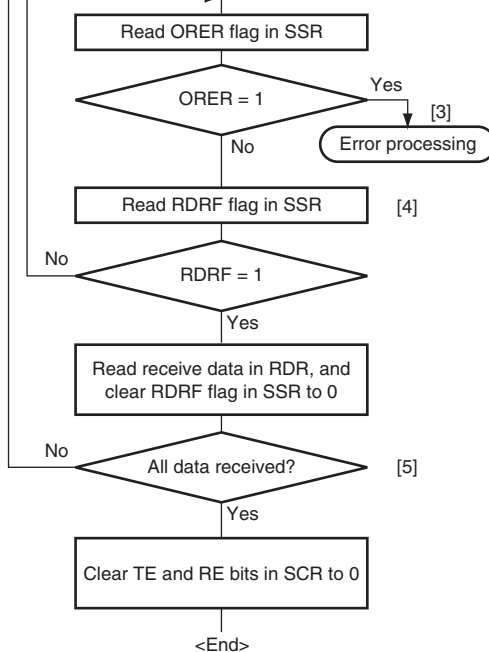 Read ORER flag in SSR
ORER = 1
Yes
[3]
Error processing
No
Read RDRF flag in SSR
[4]
No
RDRF = 1
Yes
Read receive data in RDR, and
clear RDRF flag in SSR to 0
No
All data received?
[5]
Yes
Clear TE and RE bits in SCR to 0
<End>